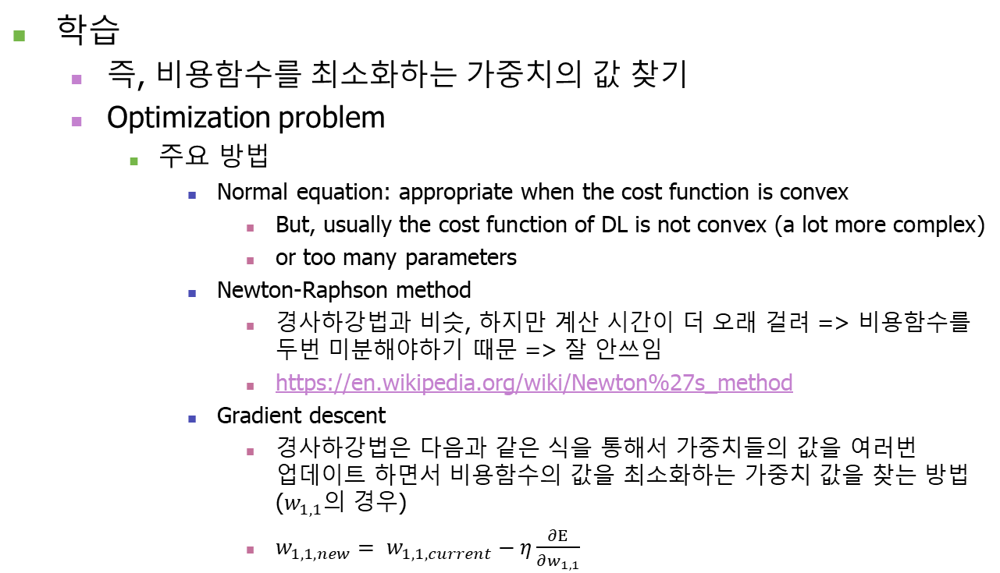 학습
즉, 비용함수를 최소화하는 가중치의 값 찾기
Optimization problem
주요 방법
Normal equation: appropriate when the cost function is convex
But, usually the cost function of DL is not convex (a lot more complex)
or too many parameters
Newton-Raphson method
경사하강법과 비슷, 하지만 계산 시간이 더 오래 걸려 => 비용함수를
두번 미분해야하기 때문 => 잘 안쓰임
https://en.wikipedia.org/wiki/Newton%27s_method
Gradient descent
경사하강법은 다음과 같은 식을 통해서 가중치들의 값을 여러번
업데이트 하면서 비용함수의 값을 최소화하는 가중치 값을 찾는 방법
(w₁,₁의 경우)
w_{1,1,new} = w_{1,1,current} − η ∂E/∂w_{1,1}